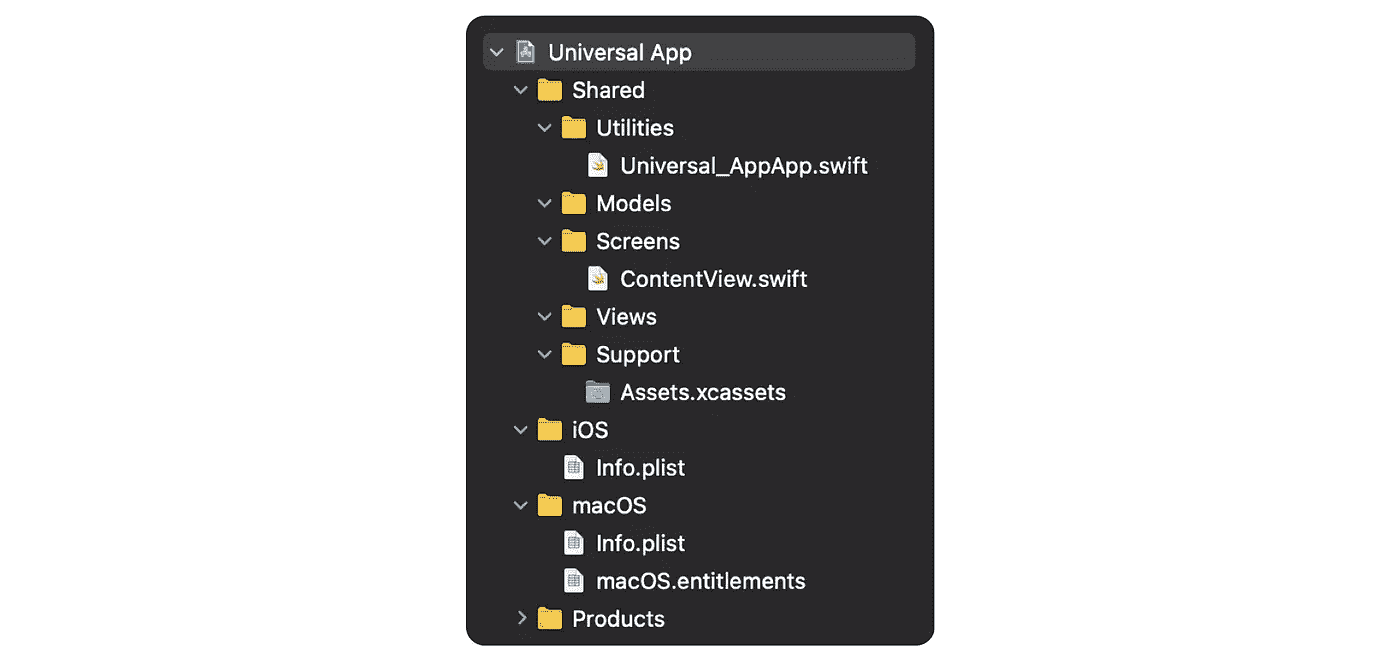 Universal App
Shared
Utilities
Universal_AppApp.swift
Models
Screens
ContentView.swift
Views
Support
Assets.xcassets
iOS
Info.plist
macOS
Info.plist
macOS.entitlements
Products